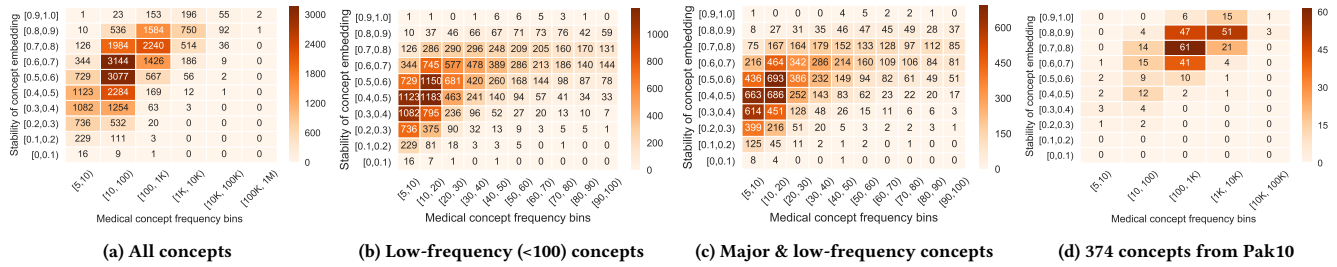 Stability of concept embedding
[0.9,1.0] 1 23 153 196 55 2
[0.8,0.9) 10 536 1584 750 92 1
[0.7,0.8) 126 1984 2240 514 36 0
[0.6,0.7) 344 3144 1426 186 9 0
[0.5,0.6) 729 3077 567 56 2 0
[0.4,0.5) 1123 2284 169 12 1 0
[0.3,0.4) 1082 1254 63 3 0 0
[0.2,0.3) 736 532 20 0 0 0
[0.1,0.2) 229 111 3 0 0 0
[0,0.1) 16 9 1 0 0 0
[5,10) [10, 100) [100, 1K) [1K, 10K) [10K, 100K) [100K, 1M)
Medical concept frequency bins
3000
2400
1800
1200
600
0
(a) All concepts
Stability of concept embedding
[0.9,1.0] 1 1 0 1 6 6 5 3 1 0
[0.8,0.9) 10 37 46 66 77 71 73 76 42 59
[0.7,0.8) 126 286 290 296 248 209 205 160 170 131
[0.6,0.7) 344 745 577 478 389 286 213 186 140 144
[0.5,0.6) 729 1150 681 420 260 168 144 98 87 78
[0.4,0.5) 1123 1183 463 241 140 94 57 41 34 33
[0.3,0.4) 1082 795 236 96 52 27 20 13 10 7
[0.2,0.3) 736 375 90 32 13 9 3 5 5 1
[0.1,0.2) 229 81 18 3 3 5 0 1 0 0
[0,0.1) 16 7 1 0 1 0 0 0 0 0
[5,10) [10, 20) [20, 30) [30, 40) [40, 50) [50, 60) [60, 70) [70, 80) [80, 90) [90,100)
Medical concept frequency bins
1000
800
600
400
200
0
(b) Low-frequency (<100) concepts
Stability of concept embedding
[0.9,1.0] 1 1 0 0 4 5 2 2 1 0
[0.8,0.9) 8 27 31 35 46 47 45 49 28 37
[0.7,0.8) 75 167 164 179 152 133 128 97 112 85
[0.6,0.7) 216 464 342 286 214 160 109 106 84 81
[0.5,0.6) 436 693 386 232 149 94 82 61 49 51
[0.4,0.5) 663 686 252 143 83 62 23 22 20 17
[0.3,0.4) 614 451 128 48 26 15 11 6 6 3
[0.2,0.3) 399 216 51 20 5 3 2 2 3 1
[0.1,0.2) 125 45 11 2 1 2 0 1 0 0
[0,0.1) 8 4 0 0 1 0 0 0 0 0
[5,10) [10, 20) [20, 30) [30, 40) [40, 50) [50, 60) [60, 70) [70, 80) [80, 90) [90,100)
Medical concept frequency bins
600
450
300
150
0
(c) Major & low-frequency concepts
Stability of concept embedding
[0.9,1.0] 0 0 6 15 1
[0.8,0.9) 0 8 47 51 3
[0.7,0.8) 0 14 61 21 0
[0.6,0.7) 1 15 41 4 0
[0.5,0.6) 2 9 10 1 0
[0.4,0.5) 2 12 2 1 0
[0.3,0.4) 3 4 0 0 0
[0.2,0.3) 1 2 0 0 0
[0.1,0.2) 0 0 0 0 0
[0,0.1) 0 0 0 0 0
[5,10) [10, 100) [100, 1K) [1K, 10K) [10K, 100K)
Medical concept frequency bins
60
45
30
15
0
(d) 374 concepts from Pak10